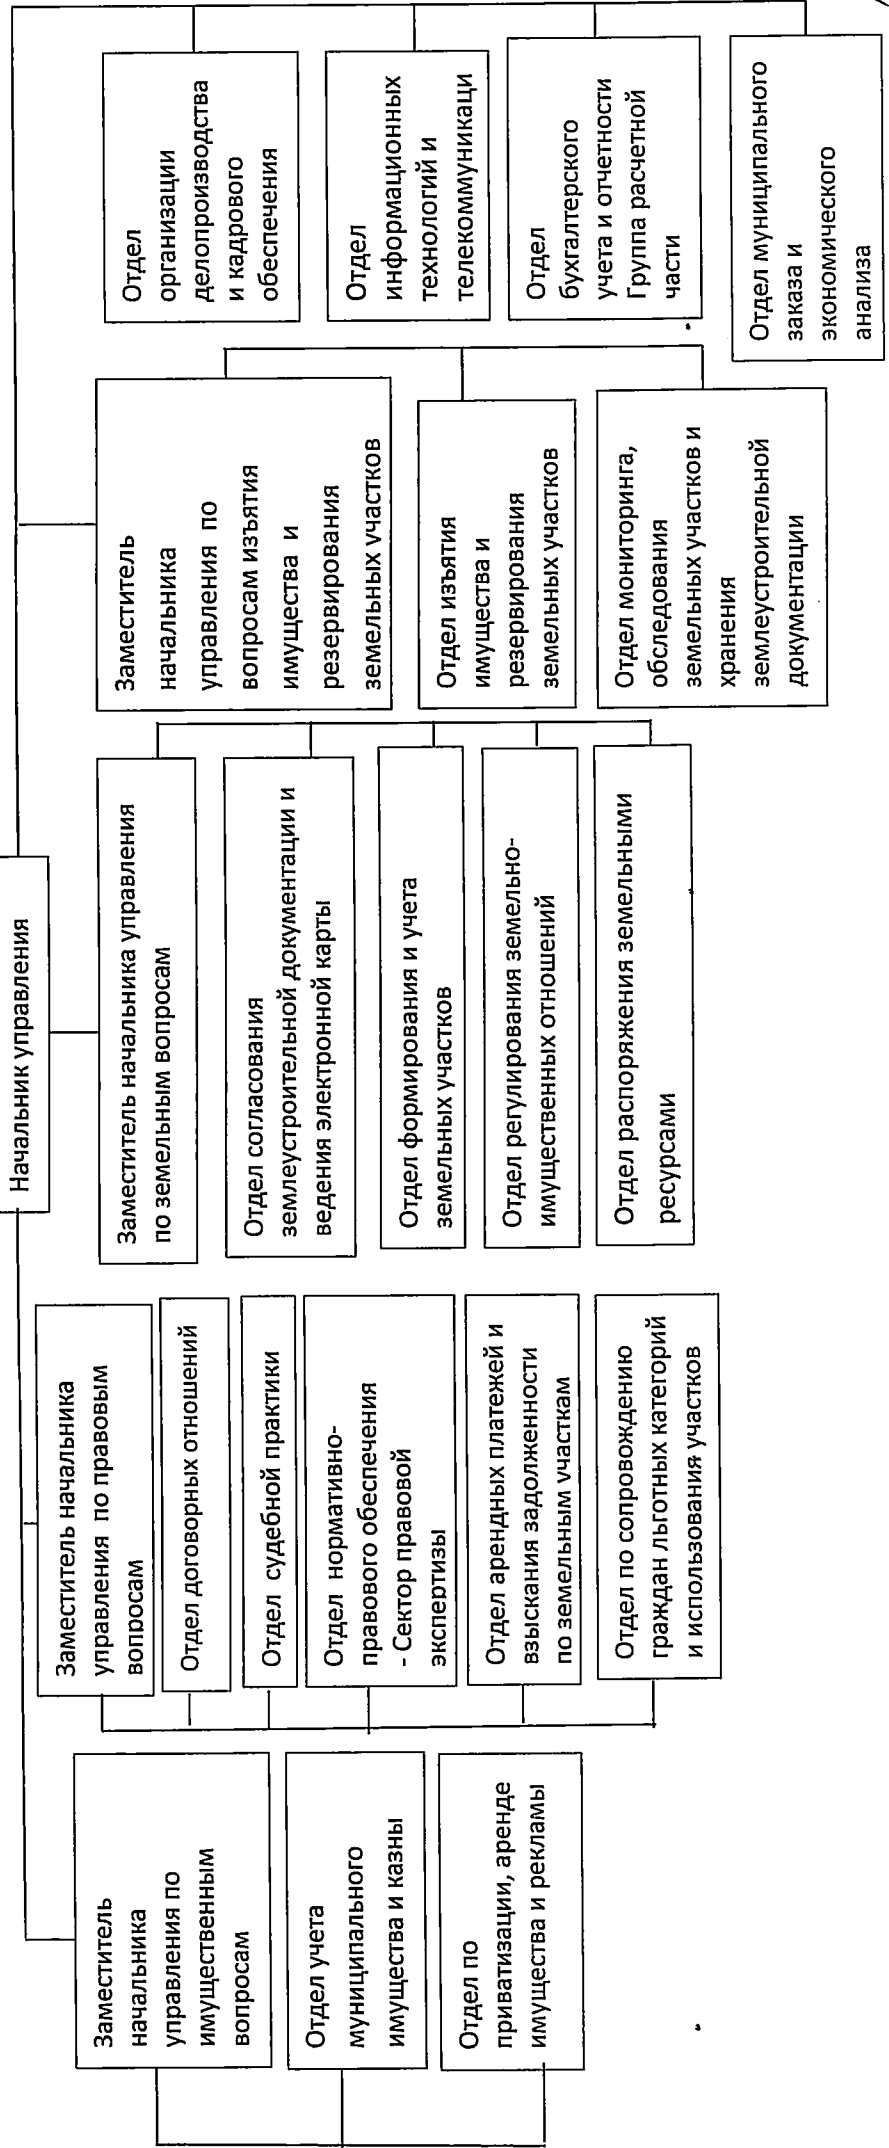 Начальник управления
Заместитель
начальника
управления по
имущественным
вопросам
Отдел учета
муниципального
имущества и казны
Отдел по
приватизации, аренде
имущества и рекламы
Заместитель начальника
управления по правовым
вопросам
Отдел договорных отношений
Отдел судебной практики
Отдел нормативно-
правового обеспечения
- Сектор правовой
экспертизы
Отдел арендных платежей и
взыскания задолженности
по земельным участкам
Отдел по сопровождению
граждан льготных категорий
и использования участков
Заместитель начальника управления
по земельным вопросам
Отдел согласования
землеустроительной документации и
ведения электронной карты
Отдел формирования и учета
земельных участков
Отдел регулирования земельно-
имущественных отношений
Отдел распоряжения земельными
ресурсами
Заместитель
начальника
управления по
вопросам изъятия
имущества и
резервирования
земельных участков
Отдел изъятия
имущества и
резервирования
земельных участков
Отдел мониторинга,
обследования
земельных участков и
хранения
землеустроительной
документации
Отдел
организации
делопроизводства
и кадрового
обеспечения
Отдел
информационных
технологий и
телекоммуникаци
Отдел
бухгалтерского
учета и отчетности
Группа расчетной
части
Отдел муниципального
заказа и
экономического
анализа